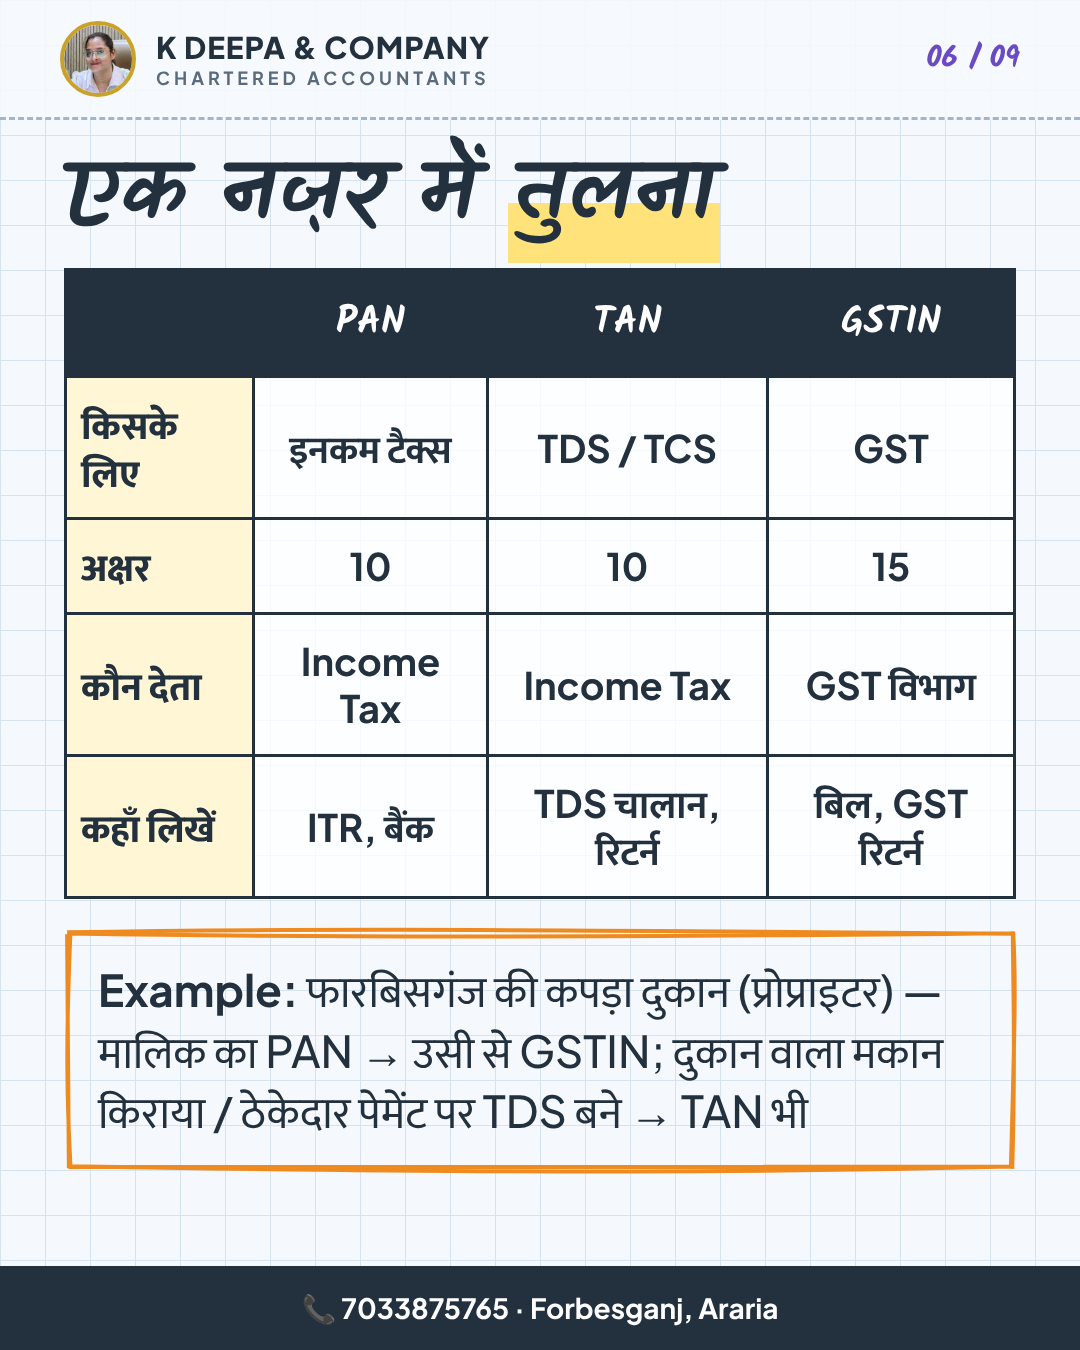 K DEEPA & COMPANY
CHARTERED ACCOUNTANTS
06 / 09
एक नज़र में तुलना
PAN TAN GSTIN
किसके
लिए
इनकम टैक्स TDS / TCS GST
अक्षर 10 10 15
कौन देता
Income
Tax
Income Tax GST विभाग
कहाँ लिखें ITR, बैंक
TDS चालान,
रिटर्न
बिल, GST
रिटर्न
Example: फारबिसगंज की कपड़ा दुकान (प्रोप्राइटर) —
मालिक का PAN → उसी से GSTIN; दुकान वाला मकान
किराया / ठेकेदार पेमेंट पर TDS बने → TAN भी
📞 7033875765 · Forbesganj, Araria